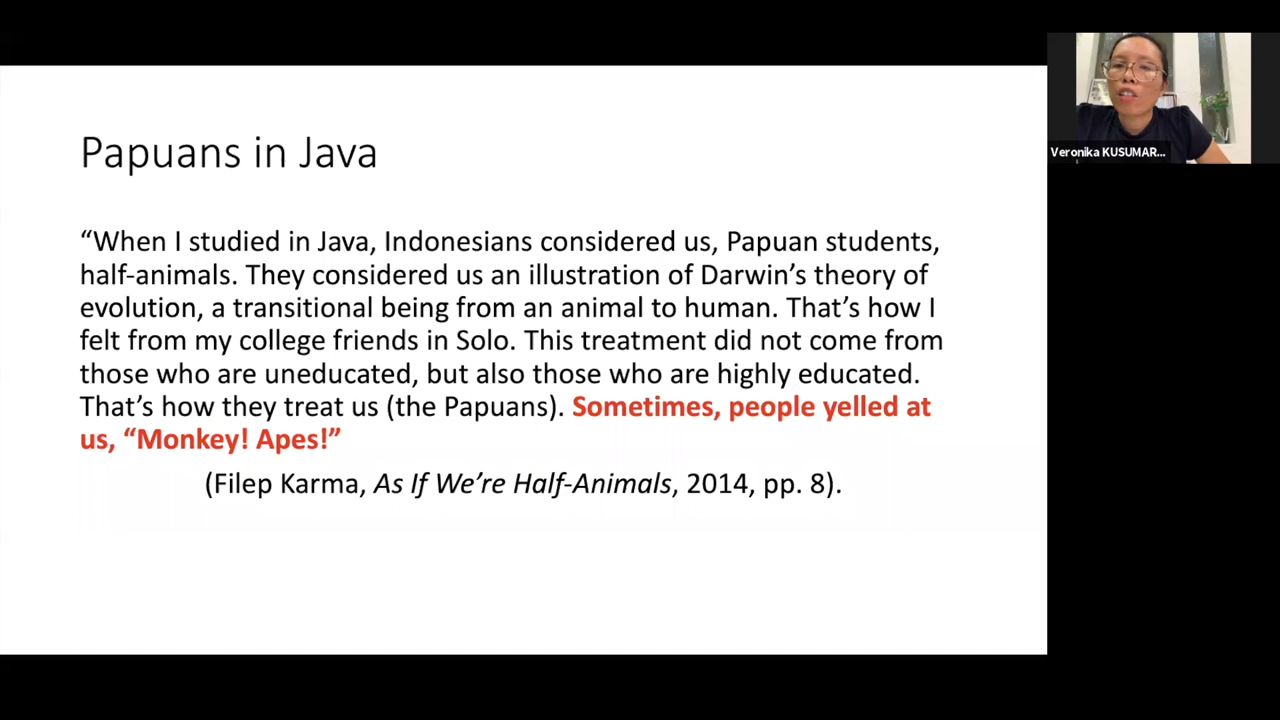 Papuans in Java
“When I studied in Java, Indonesians considered us, Papuan students,
half-animals. They considered us an illustration of Darwin’s theory of
evolution, a transitional being from an animal to human. That’s how I
felt from my college friends in Solo. This treatment did not come from
those who are uneducated, but also those who are highly educated.
That’s how they treat us (the Papuans). Sometimes, people yelled at
us, “Monkey! Apes!”
(Filep Karma, As If We’re Half-Animals, 2014, pp. 8).
Veronika KUSUMAR...